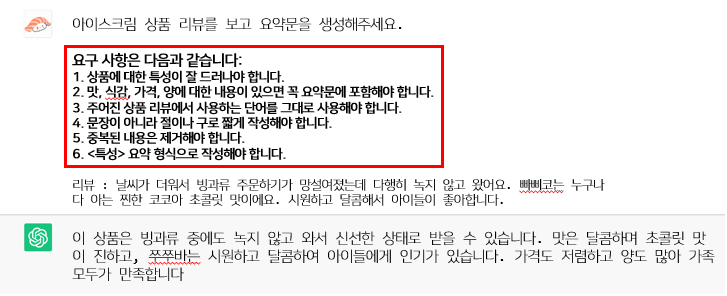 아이스크림 상품 리뷰를 보고 요약문을 생성해주세요.
요구 사항은 다음과 같습니다:
1. 상품에 대한 특성이 잘 드러나야 합니다.
2. 맛, 식감, 가격, 양에 대한 내용이 있으면 꼭 요약문에 포함해야 합니다.
3. 주어진 상품 리뷰에서 사용하는 단어를 그대로 사용해야 합니다.
4. 문장이 아니라 절이나 구로 짧게 작성해야 합니다.
5. 중복된 내용은 제거해야 합니다.
6. <특성> 요약 형식으로 작성해야 합니다.
리뷰 : 날씨가 더워서 빙과류 주문하기가 망설여졌는데 다행히 녹지 않고 왔어요. 빠삐코는 누구나
다 아는 찐한 코코아 초콜릿 맛이에요. 시원하고 달콤해서 아이들이 좋아합니다.
이 상품은 빙과류 중에도 녹지 않고 와서 신선한 상태로 받을 수 있습니다. 맛은 달콤하며 초콜릿 맛
이 진하고, 쭈쭈바는 시원하고 달콤하여 아이들에게 인기가 있습니다. 가격도 저렴하고 양도 많아 가족
모두가 만족합니다